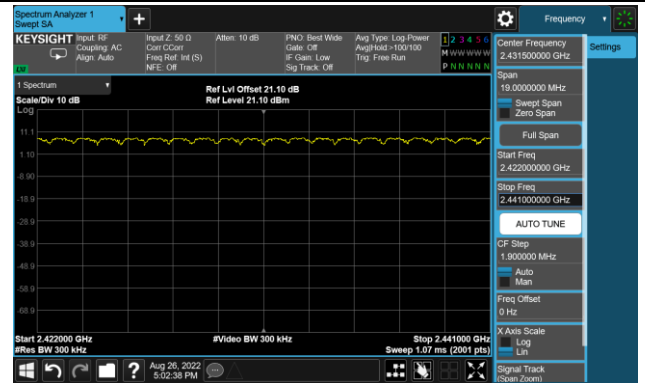 Spectrum Analyzer 1
Swept SA
Frequency
KEYSIGHT
Input: RF
Coupling: AC
Align: Auto
Input Z: 50 Ω
Corr CCorr
Freq Ref: Int (S)
NFE: Off
Atten: 10 dB
PNO: Best Wide
Gate: Off
IF Gain: Low
Sig Track: Off
Avg Type: Log-Power
Avg|Hold:>100/100
Trig: Free Run
1 2 3 4 5 6
M W W W W W
P N N N N N
LXI
1 Spectrum
Scale/Div 10 dB
Log
Ref Lvl Offset 21.10 dB
Ref Level 21.10 dBm
11.1
1.10
-8.90
-18.9
-28.9
-38.9
-48.9
-58.9
-68.9
Start 2.422000 GHz
#Res BW 300 kHz
#Video BW 300 kHz
Stop 2.441000 GHz
Sweep 1.07 ms (2001 pts)
Aug 26, 2022
5:02:38 PM
Center Frequency
2.431500000 GHz
Settings
Span
19.0000000 MHz
Swept Span
Zero Span
Full Span
Start Freq
2.422000000 GHz
Stop Freq
2.441000000 GHz
AUTO TUNE
CF Step
1.900000 MHz
Auto
Man
Freq Offset
0 Hz
X Axis Scale
Log
Lin
Signal Track
(Span Zoom)